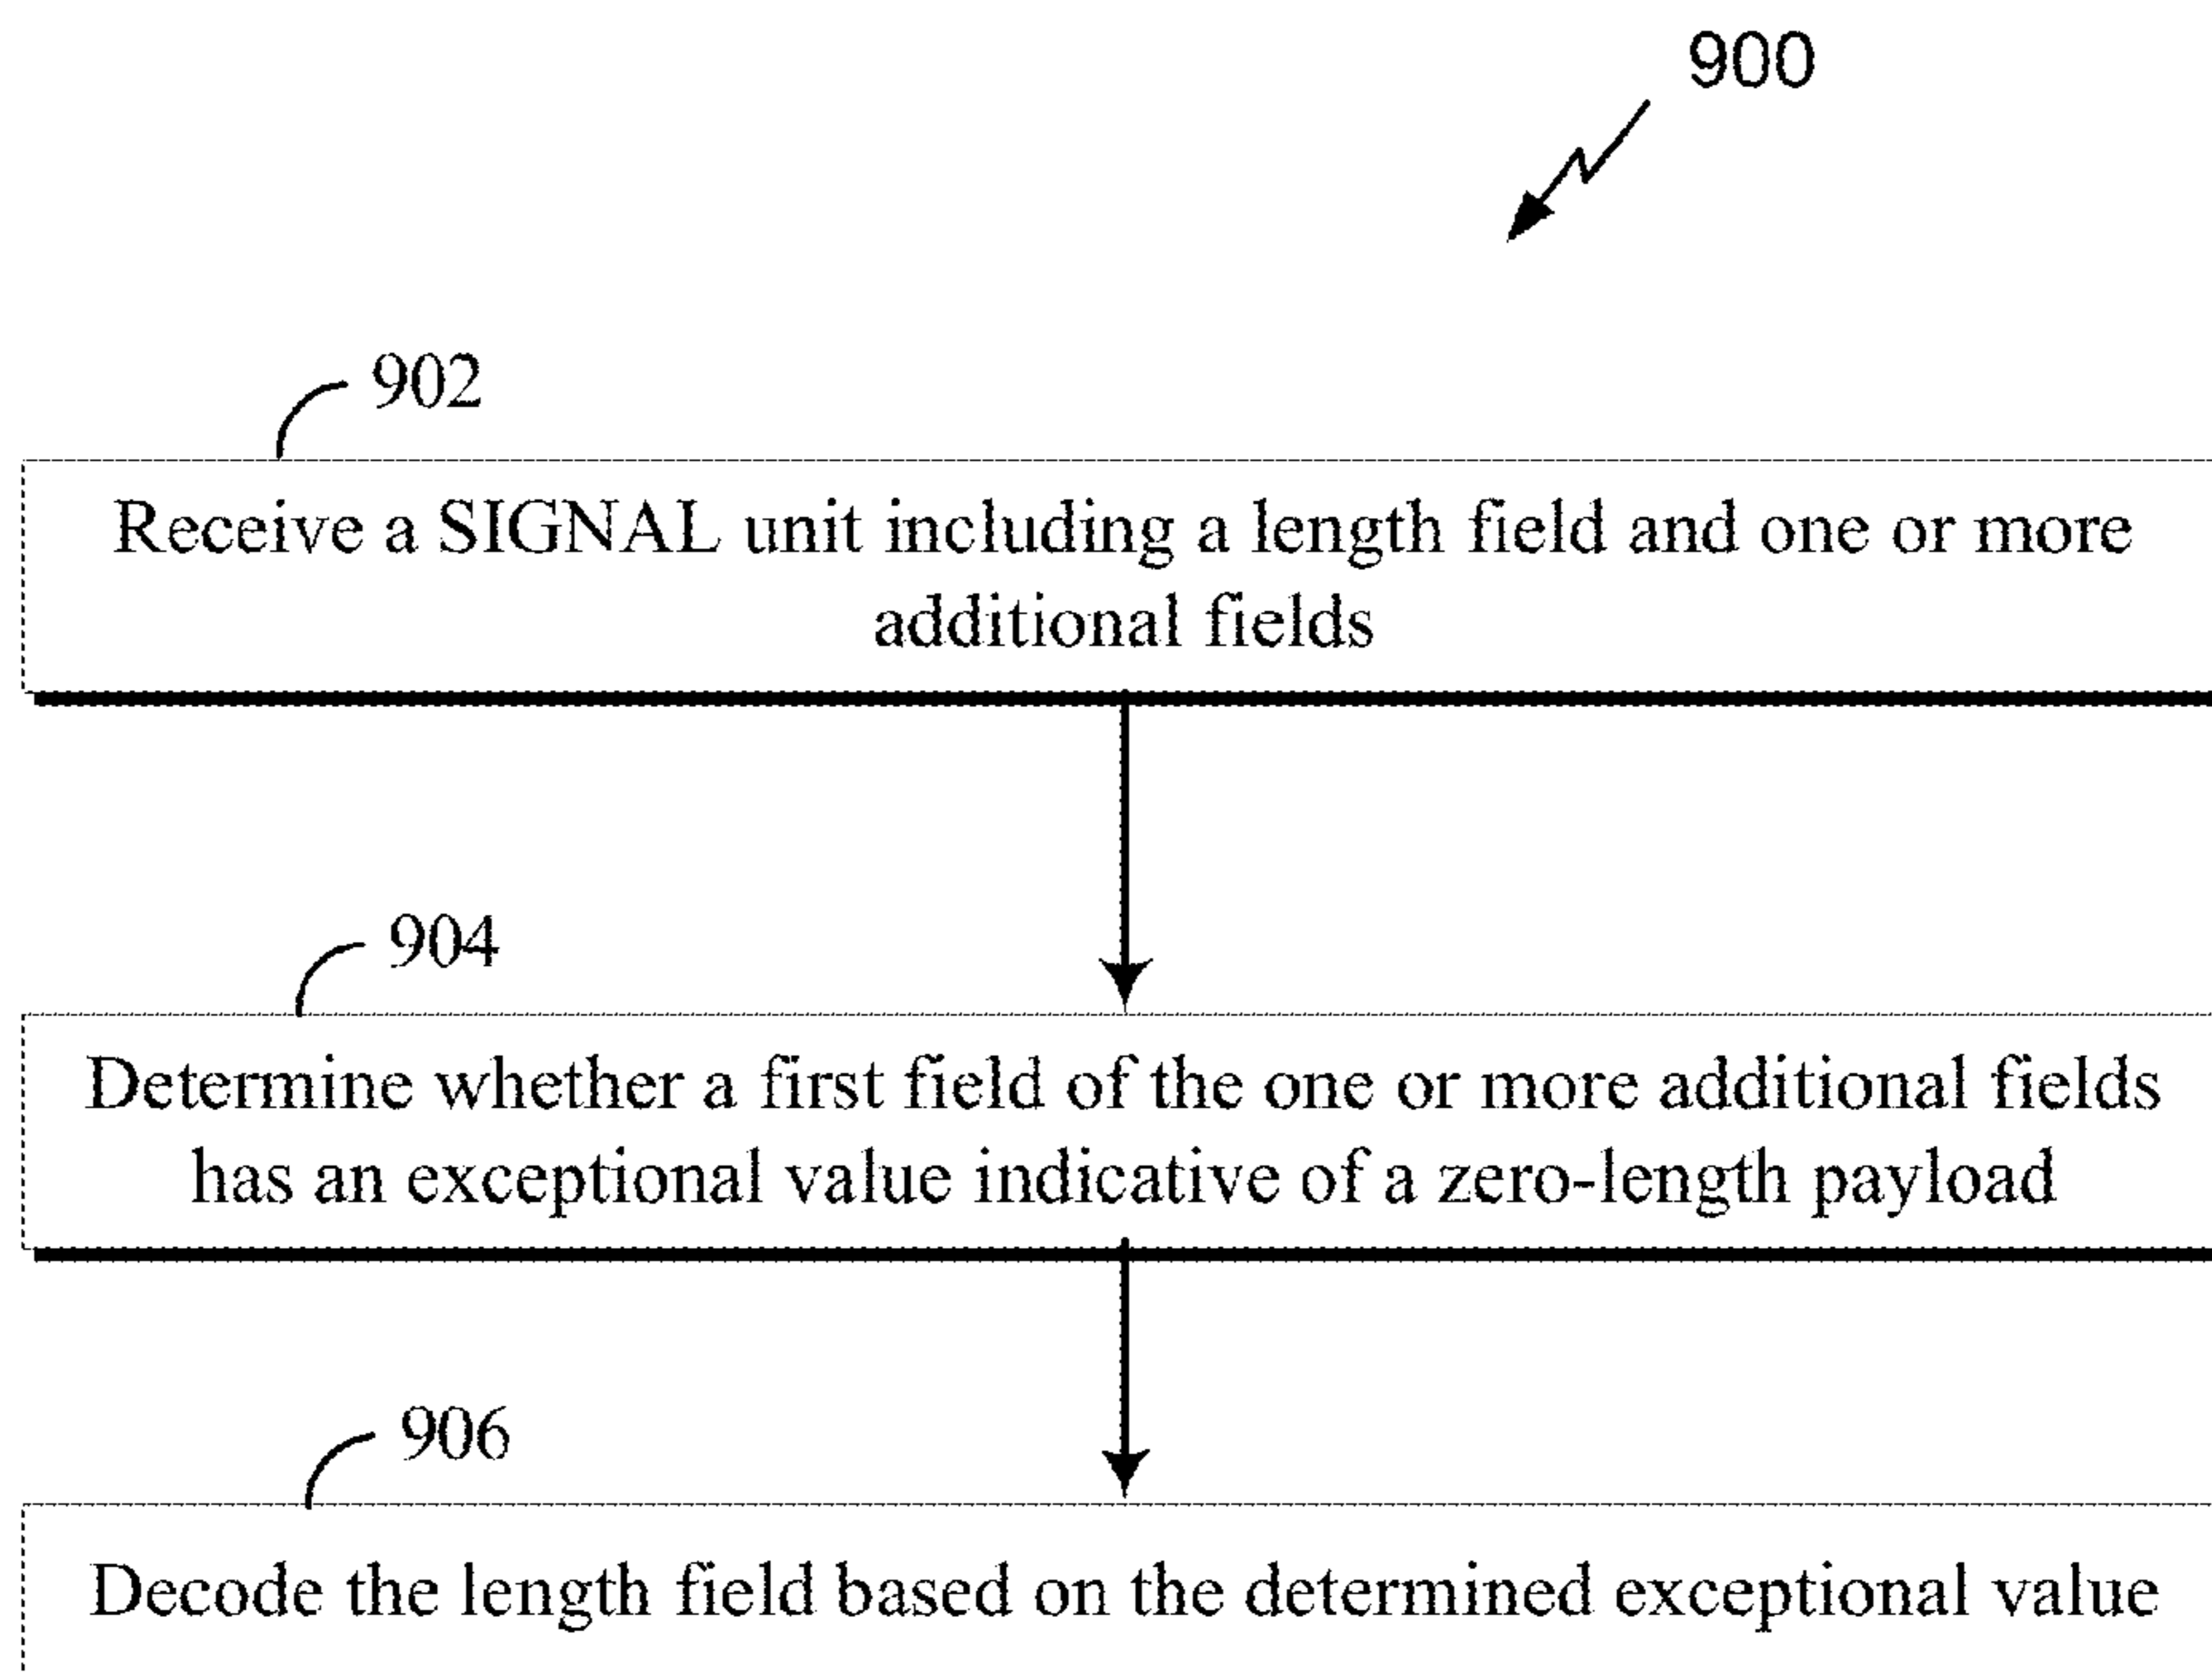 900
902
Receive a SIGNAL unit including a length field and one or more
additional fields
904
Determine whether a first field of the one or more additional fields
has an exceptional value indicative of a zero-length payload
906
Decode the length field based on the determined exceptional value